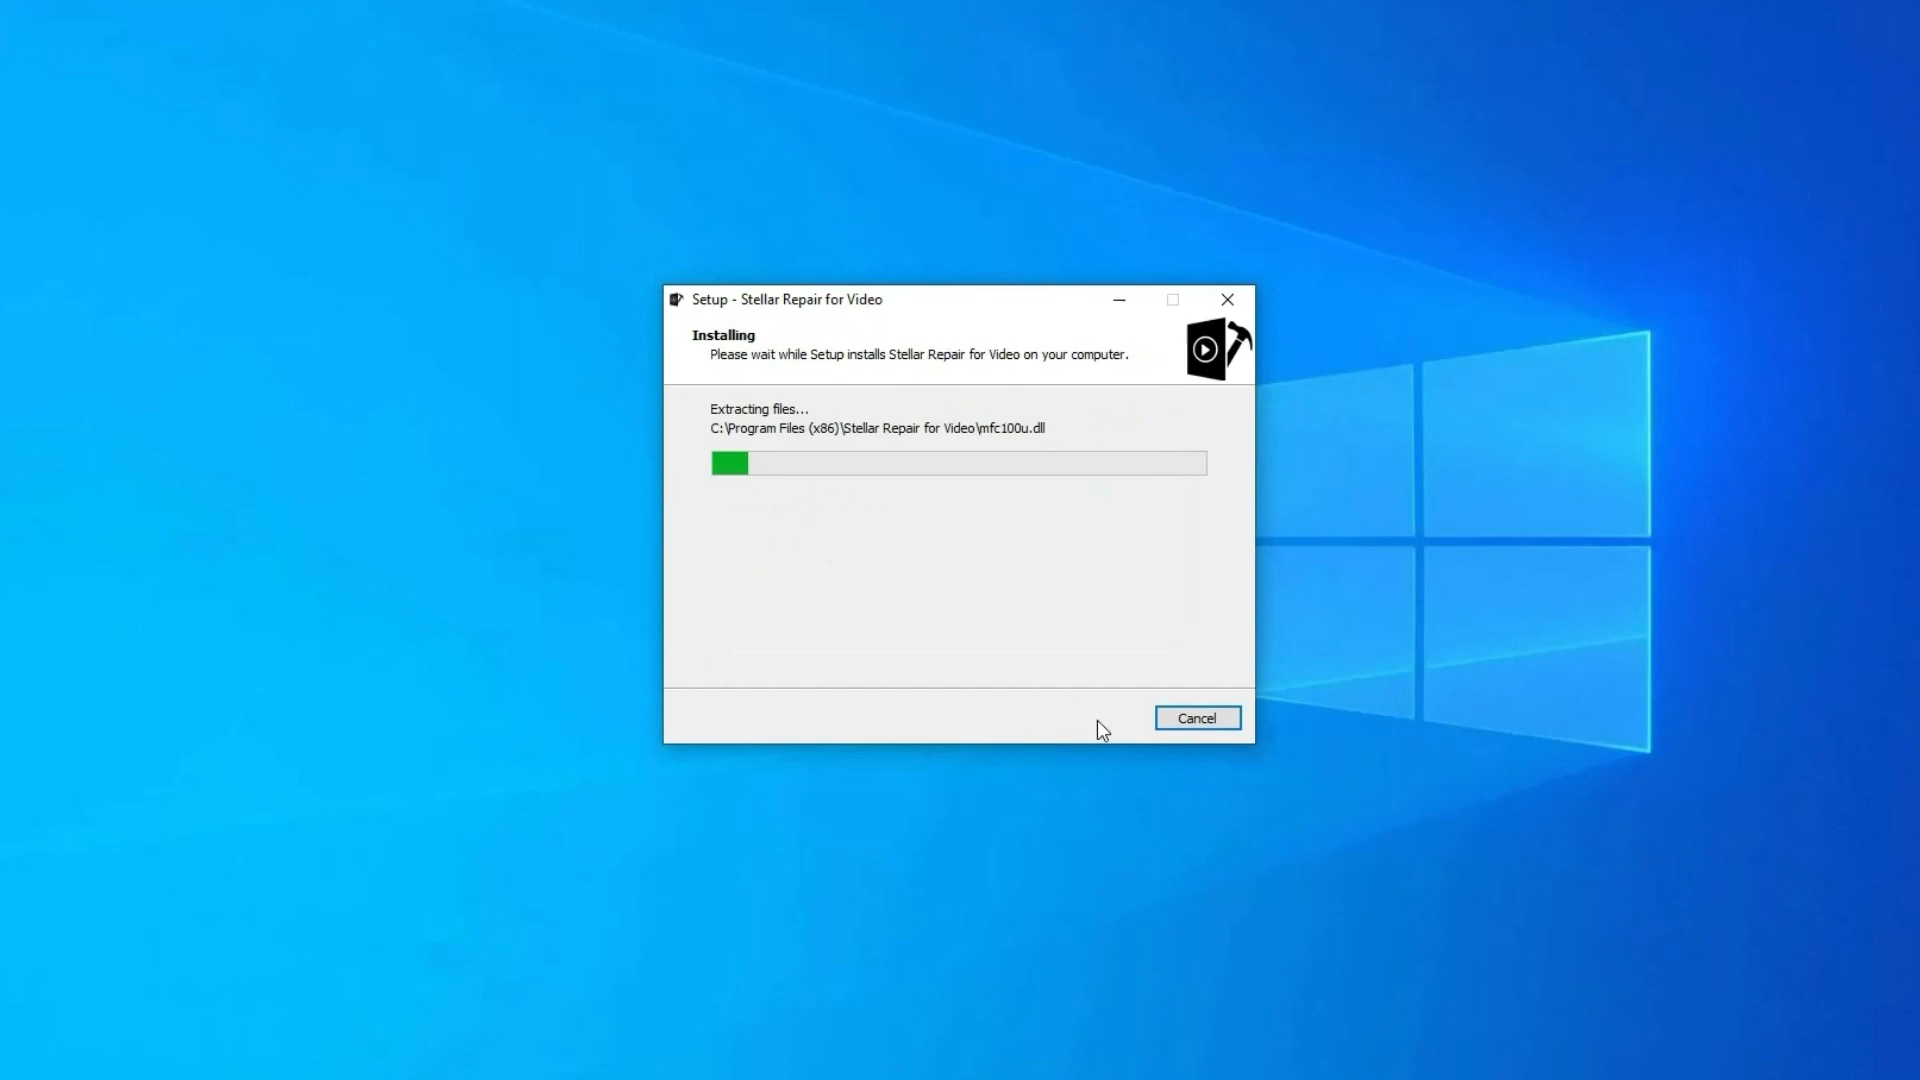 Setup - Stellar Repair for Video
Installing
Please wait while Setup installs Stellar Repair for Video on your computer.
Extracting files...
C:\Program Files (x86)\Stellar Repair for Video\mfc100u.dll
Cancel